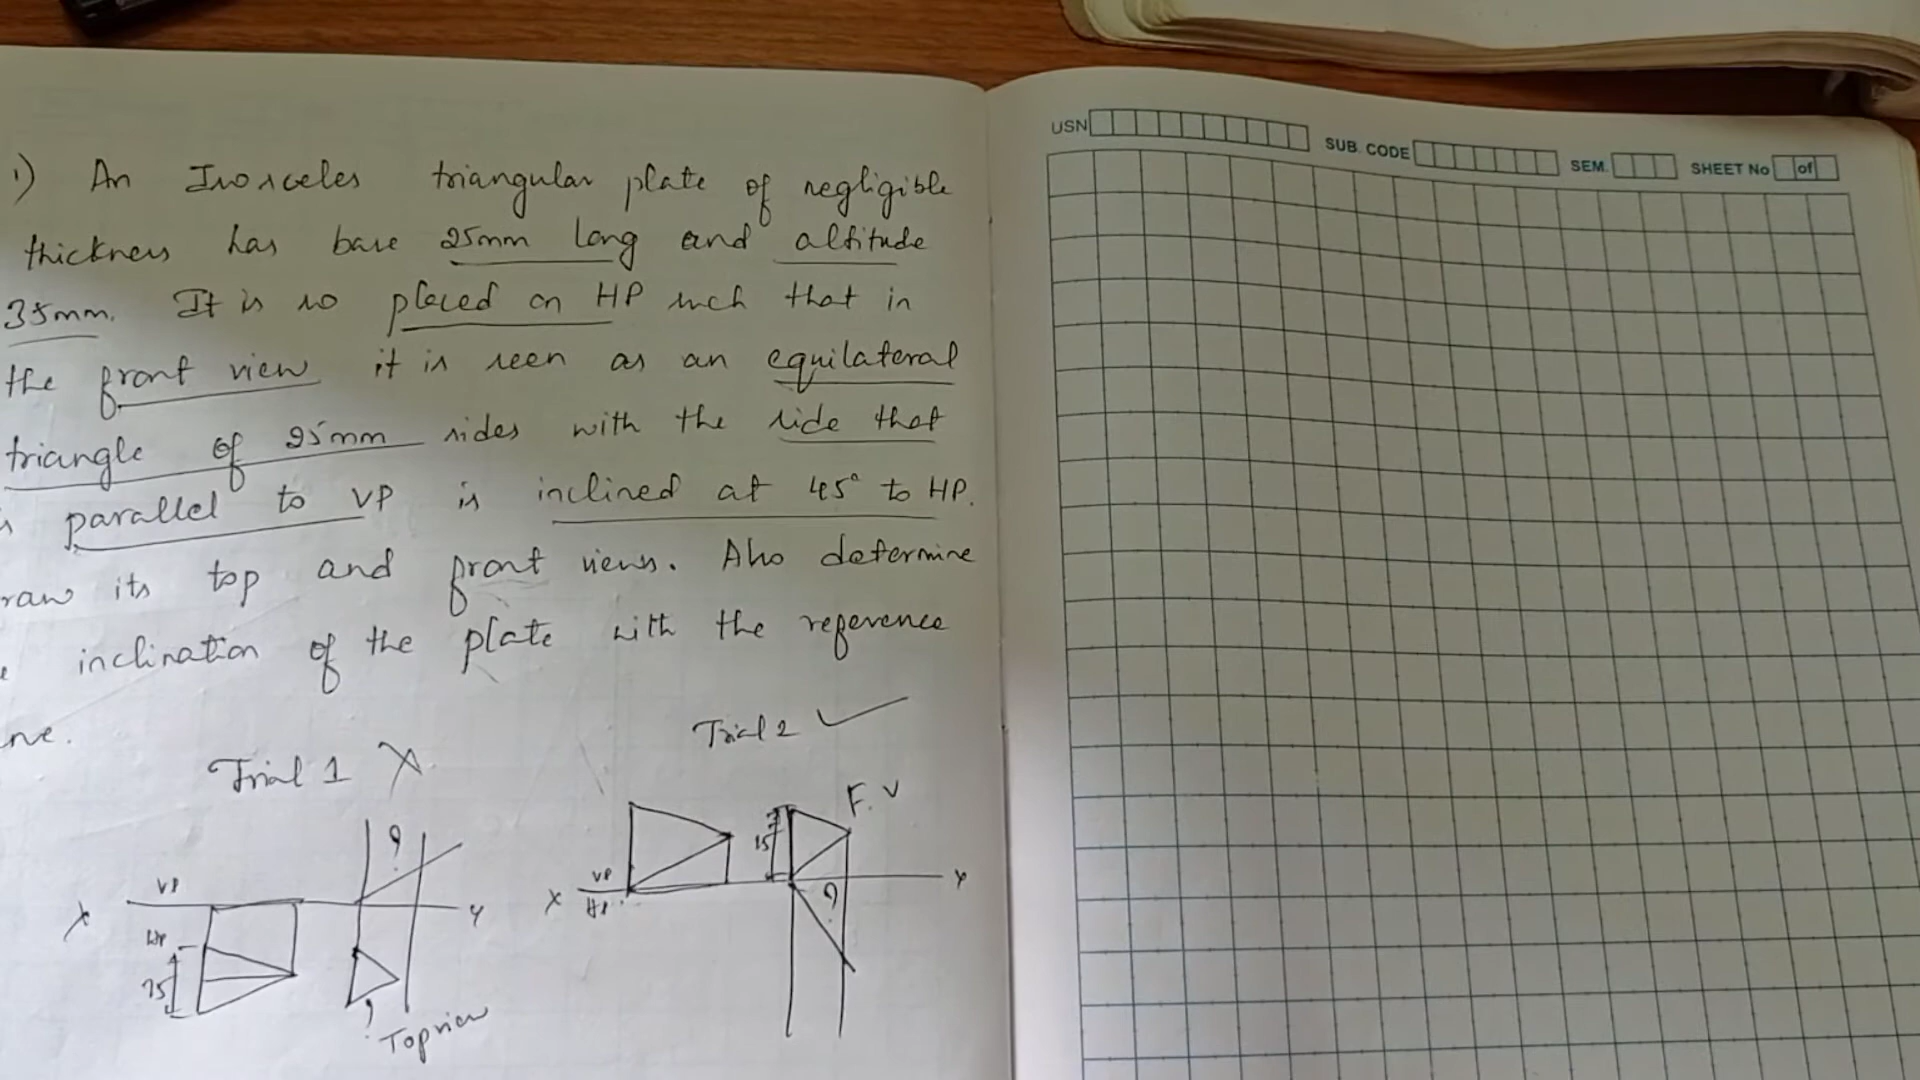 1) An Isosceles triangular plate of negligible
thickness has base 25mm long and altitude
35mm. It is so placed on HP such that in
the front view it is seen as an equilateral
triangle of 25mm sides with the side that
parallel to VP is inclined at 45° to HP.
raw its top and front views. Also determine
e inclination of the plate with the reference
ne.
Trial 1 X
Trial 2 ✓
F.V
?
15
VP
X
Y
HP
?
VP
X
Y
HP
?
Top view
USN
SUB. CODE
SEM.
SHEET No of